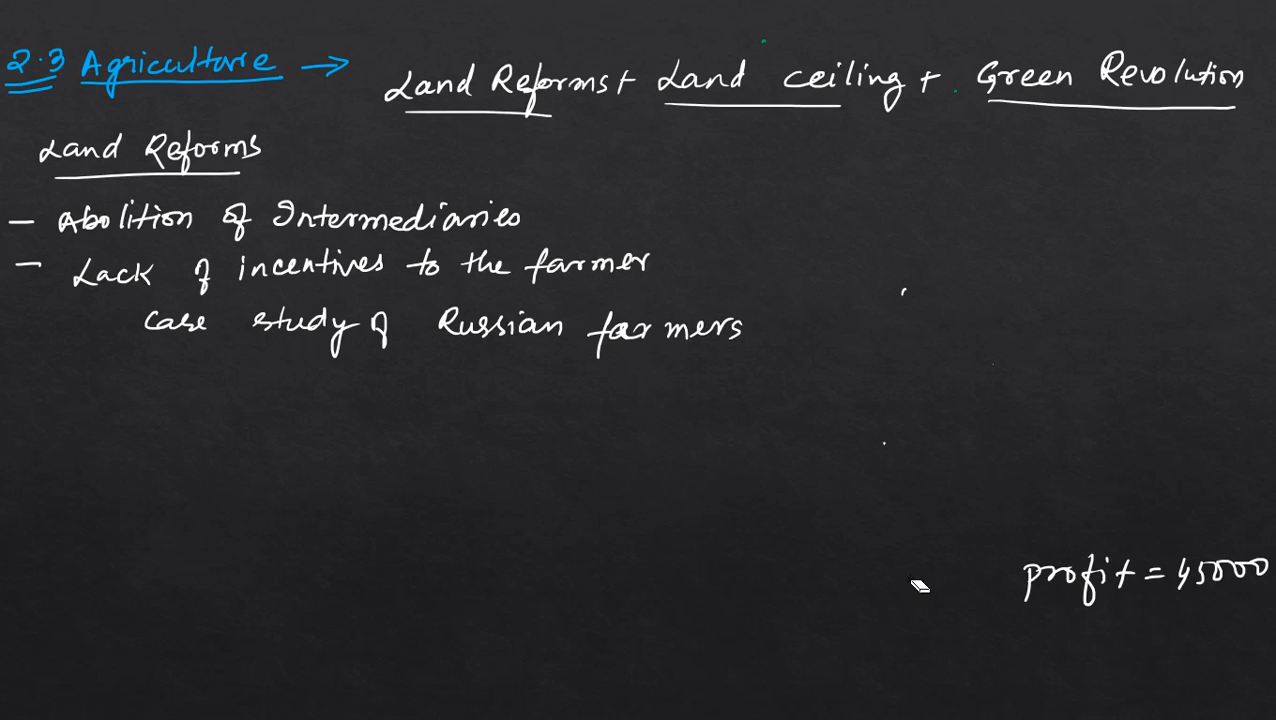 2.3 Agriculture → Land Reforms + Land ceiling + Green Revolution
Land Reforms
— Abolition of Intermediaries
— Lack of incentives to the farmer
case study of Russian farmers
profit = 45000